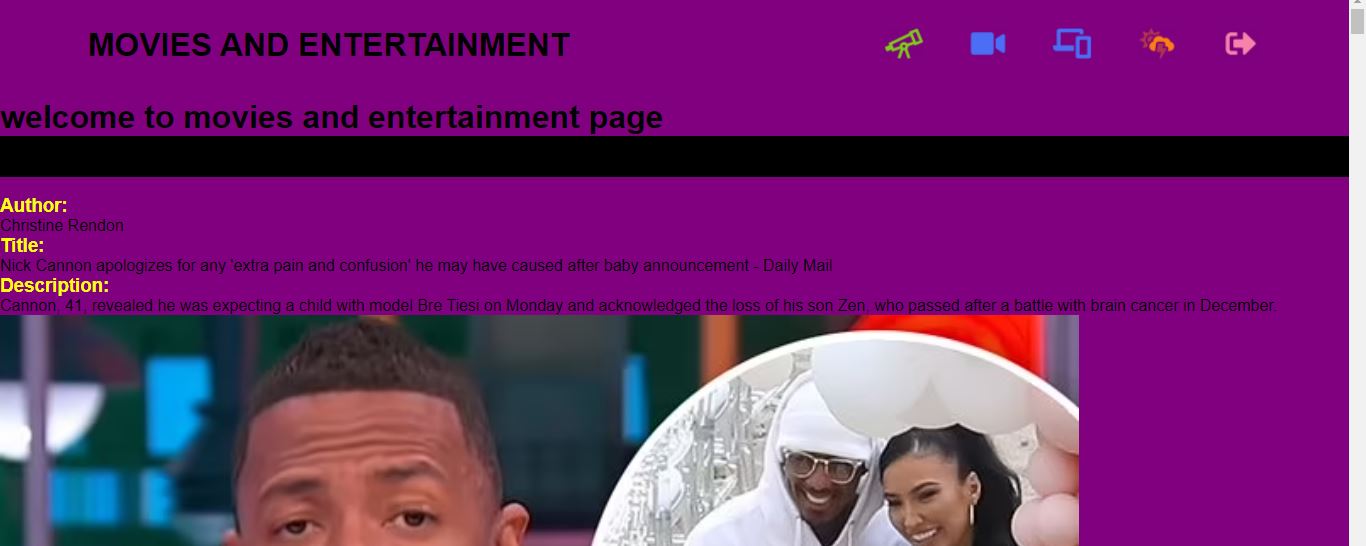 MOVIES AND ENTERTAINMENT
welcome to movies and entertainment page
Author:
Christine Rendon
Title:
Nick Cannon apologizes for any 'extra pain and confusion' he may have caused after baby announcement - Daily Mail
Description:
Cannon, 41, revealed he was expecting a child with model Bre Tiesi on Monday and acknowledged the loss of his son Zen, who passed after a battle with brain cancer in December.